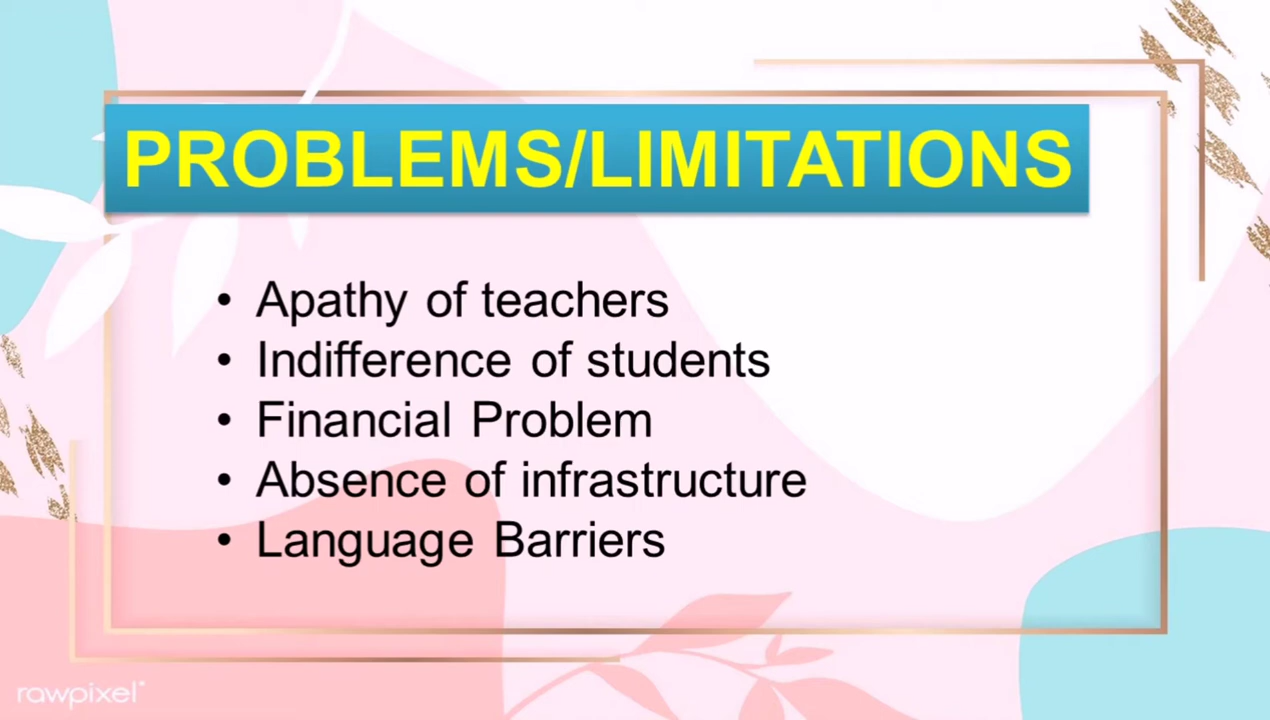 PROBLEMS/LIMITATIONS
• Apathy of teachers
• Indifference of students
• Financial Problem
• Absence of infrastructure
• Language Barriers
rawpixel